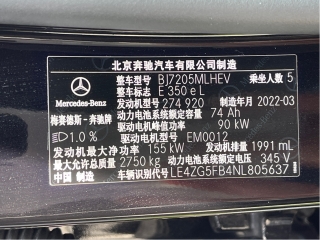 北京奔驰汽车有限公司制造
整车型号 BJ7205MLHEV 乘坐人数 5
整车型号 E 350 e L
发动机型号 274 920 制造年月 2022-03
Mercedes-Benz
动力电池系统额定容量 74 Ah
梅赛德斯-奔驰牌
驱动电机峰值功率 90 kW
1.0 %
驱动电机型号 EM0012
发动机最大净功率 155 kW 发动机排量 1991 mL
动力电池系统额定电压 345 V
最大允许总质量 2750 kg
车辆识别代号 LE4ZG5FB4NL805637